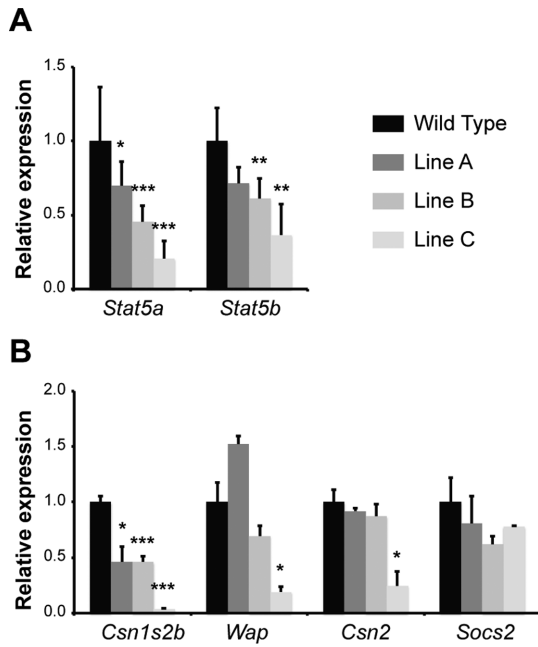 A
Relative expression
1.5
1.0
0.5
0.0
* *** ***
** **
Stat5a Stat5b
Wild Type
Line A
Line B
Line C
B
Relative expression
2.0
1.5
1.0
0.5
0.0
* *** ***
*
*
Csn1s2b Wap Csn2 Socs2